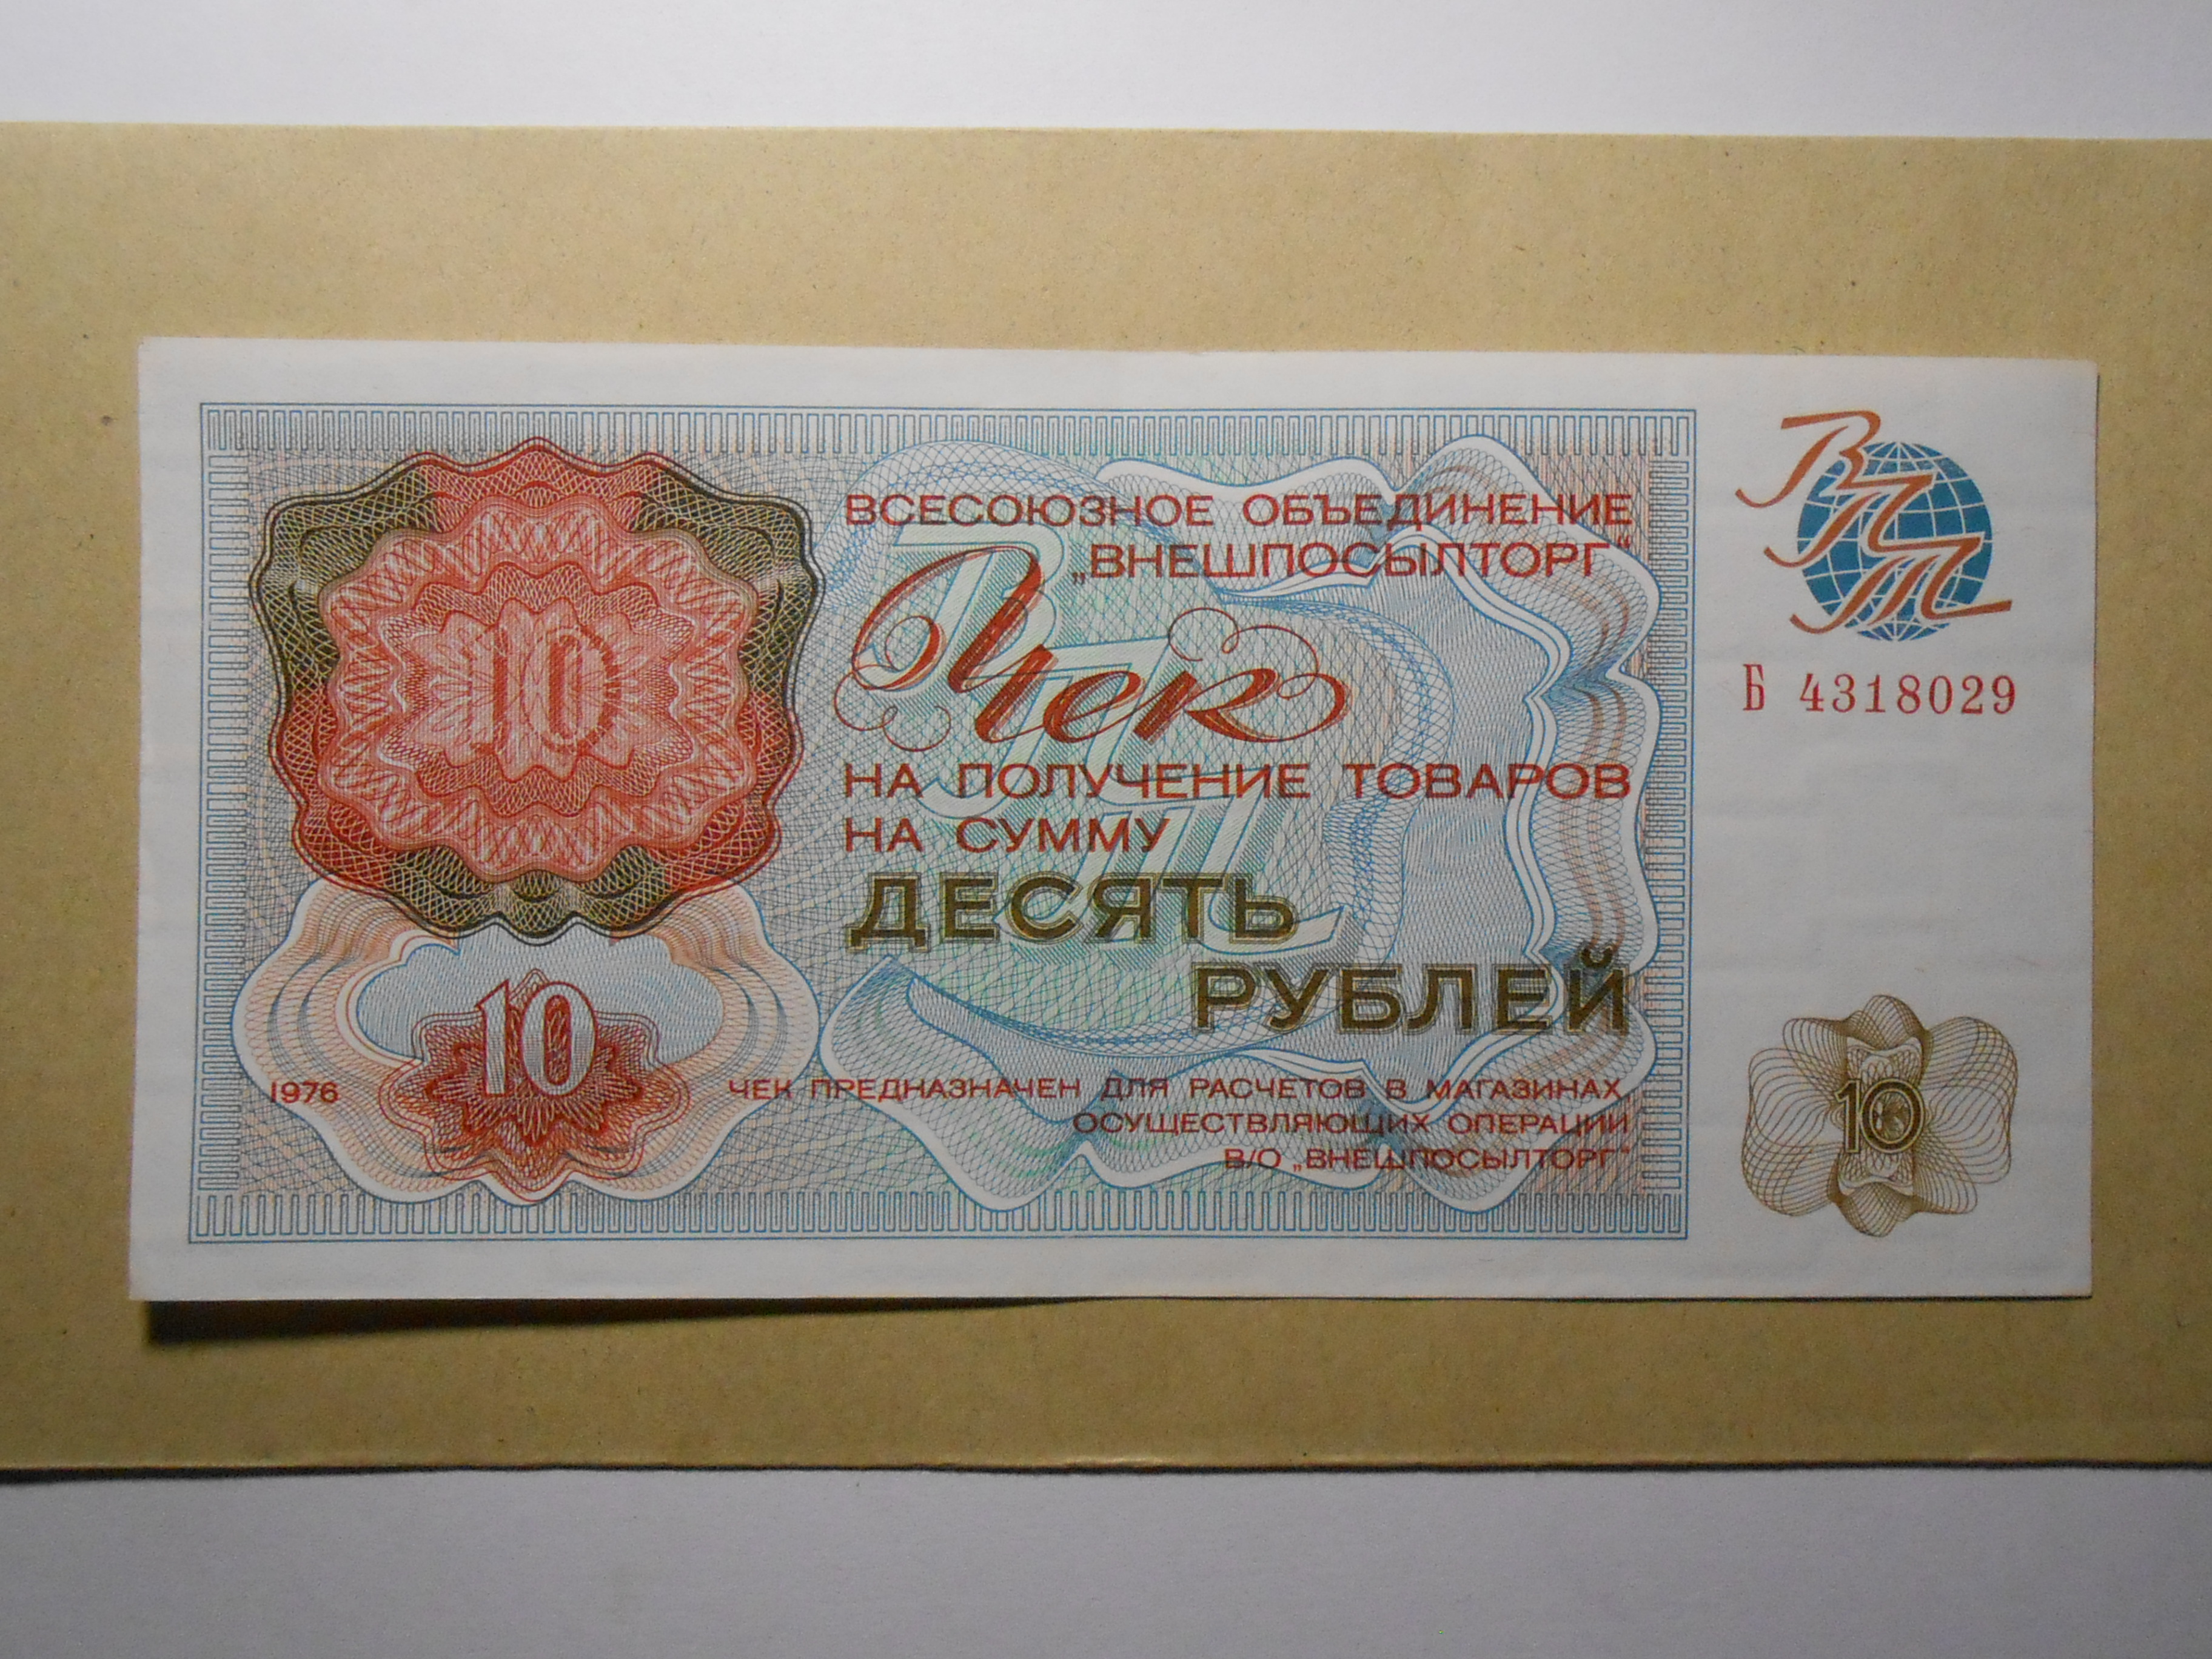 ВСЕСОЮЗНОЕ ОБЪЕДИНЕНИЕ
„ВНЕШПОСЫЛТОРГ“
Чек
НА ПОЛУЧЕНИЕ ТОВАРОВ
НА СУММУ
ДЕСЯТЬ
РУБЛЕЙ
10
10
1976
ЧЕК ПРЕДНАЗНАЧЕН ДЛЯ РАСЧЕТОВ В МАГАЗИНАХ
ОСУЩЕСТВЛЯЮЩИХ ОПЕРАЦИИ
В/О „ВНЕШПОСЫЛТОРГ“
ВПТ
ВПТ
Б 4318029
10